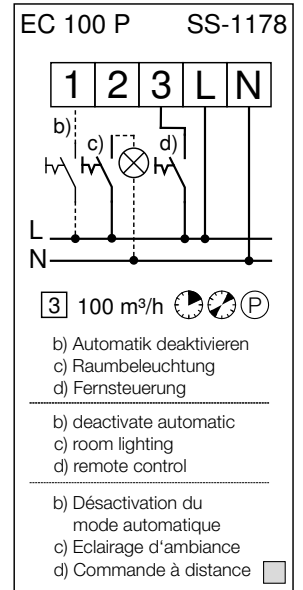 EC 100 P SS-1178
1 2 3 L N
b)
c) d)
L
N
3 100 m³/h P
b) Automatik deaktivieren
c) Raumbeleuchtung
d) Fernsteuerung
b) deactivate automatic
c) room lighting
d) remote control
b) Désactivation du
mode automatique
c) Eclairage d‘ambiance
d) Commande à distance